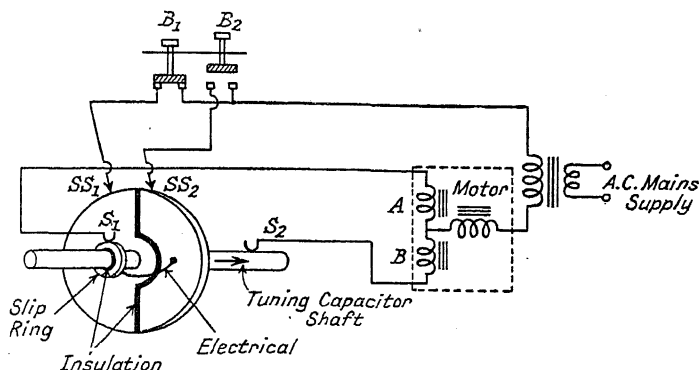 B1 B2
SS1 SS2
S1
S2
A
Motor
B
A.C. Mains
Supply
Slip
Ring
Insulation
Electrical
Tuning Capacitor
Shaft